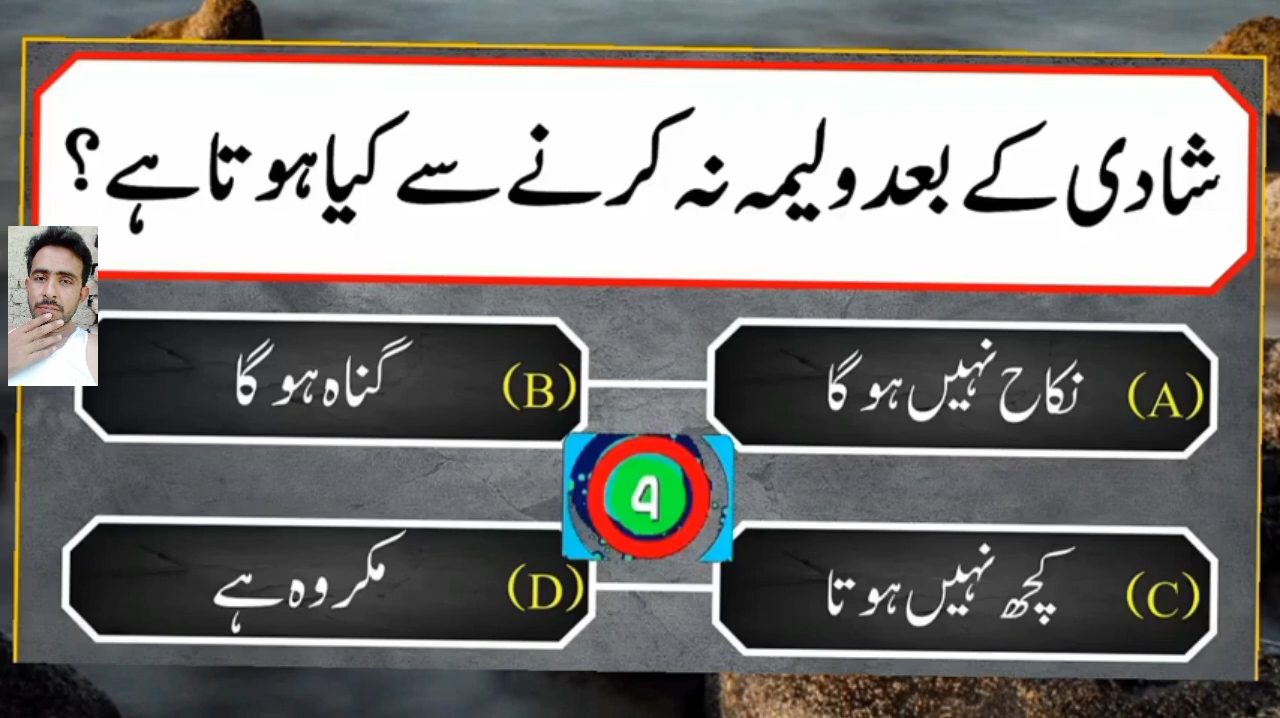 شادی کے بعد ولیمہ نہ کرنے سے کیا ہوتا ہے؟
(A) نکاح نہیں ہو گا
(B) گناہ ہو گا
9
(C) کچھ نہیں ہوتا
(D) مکروہ ہے